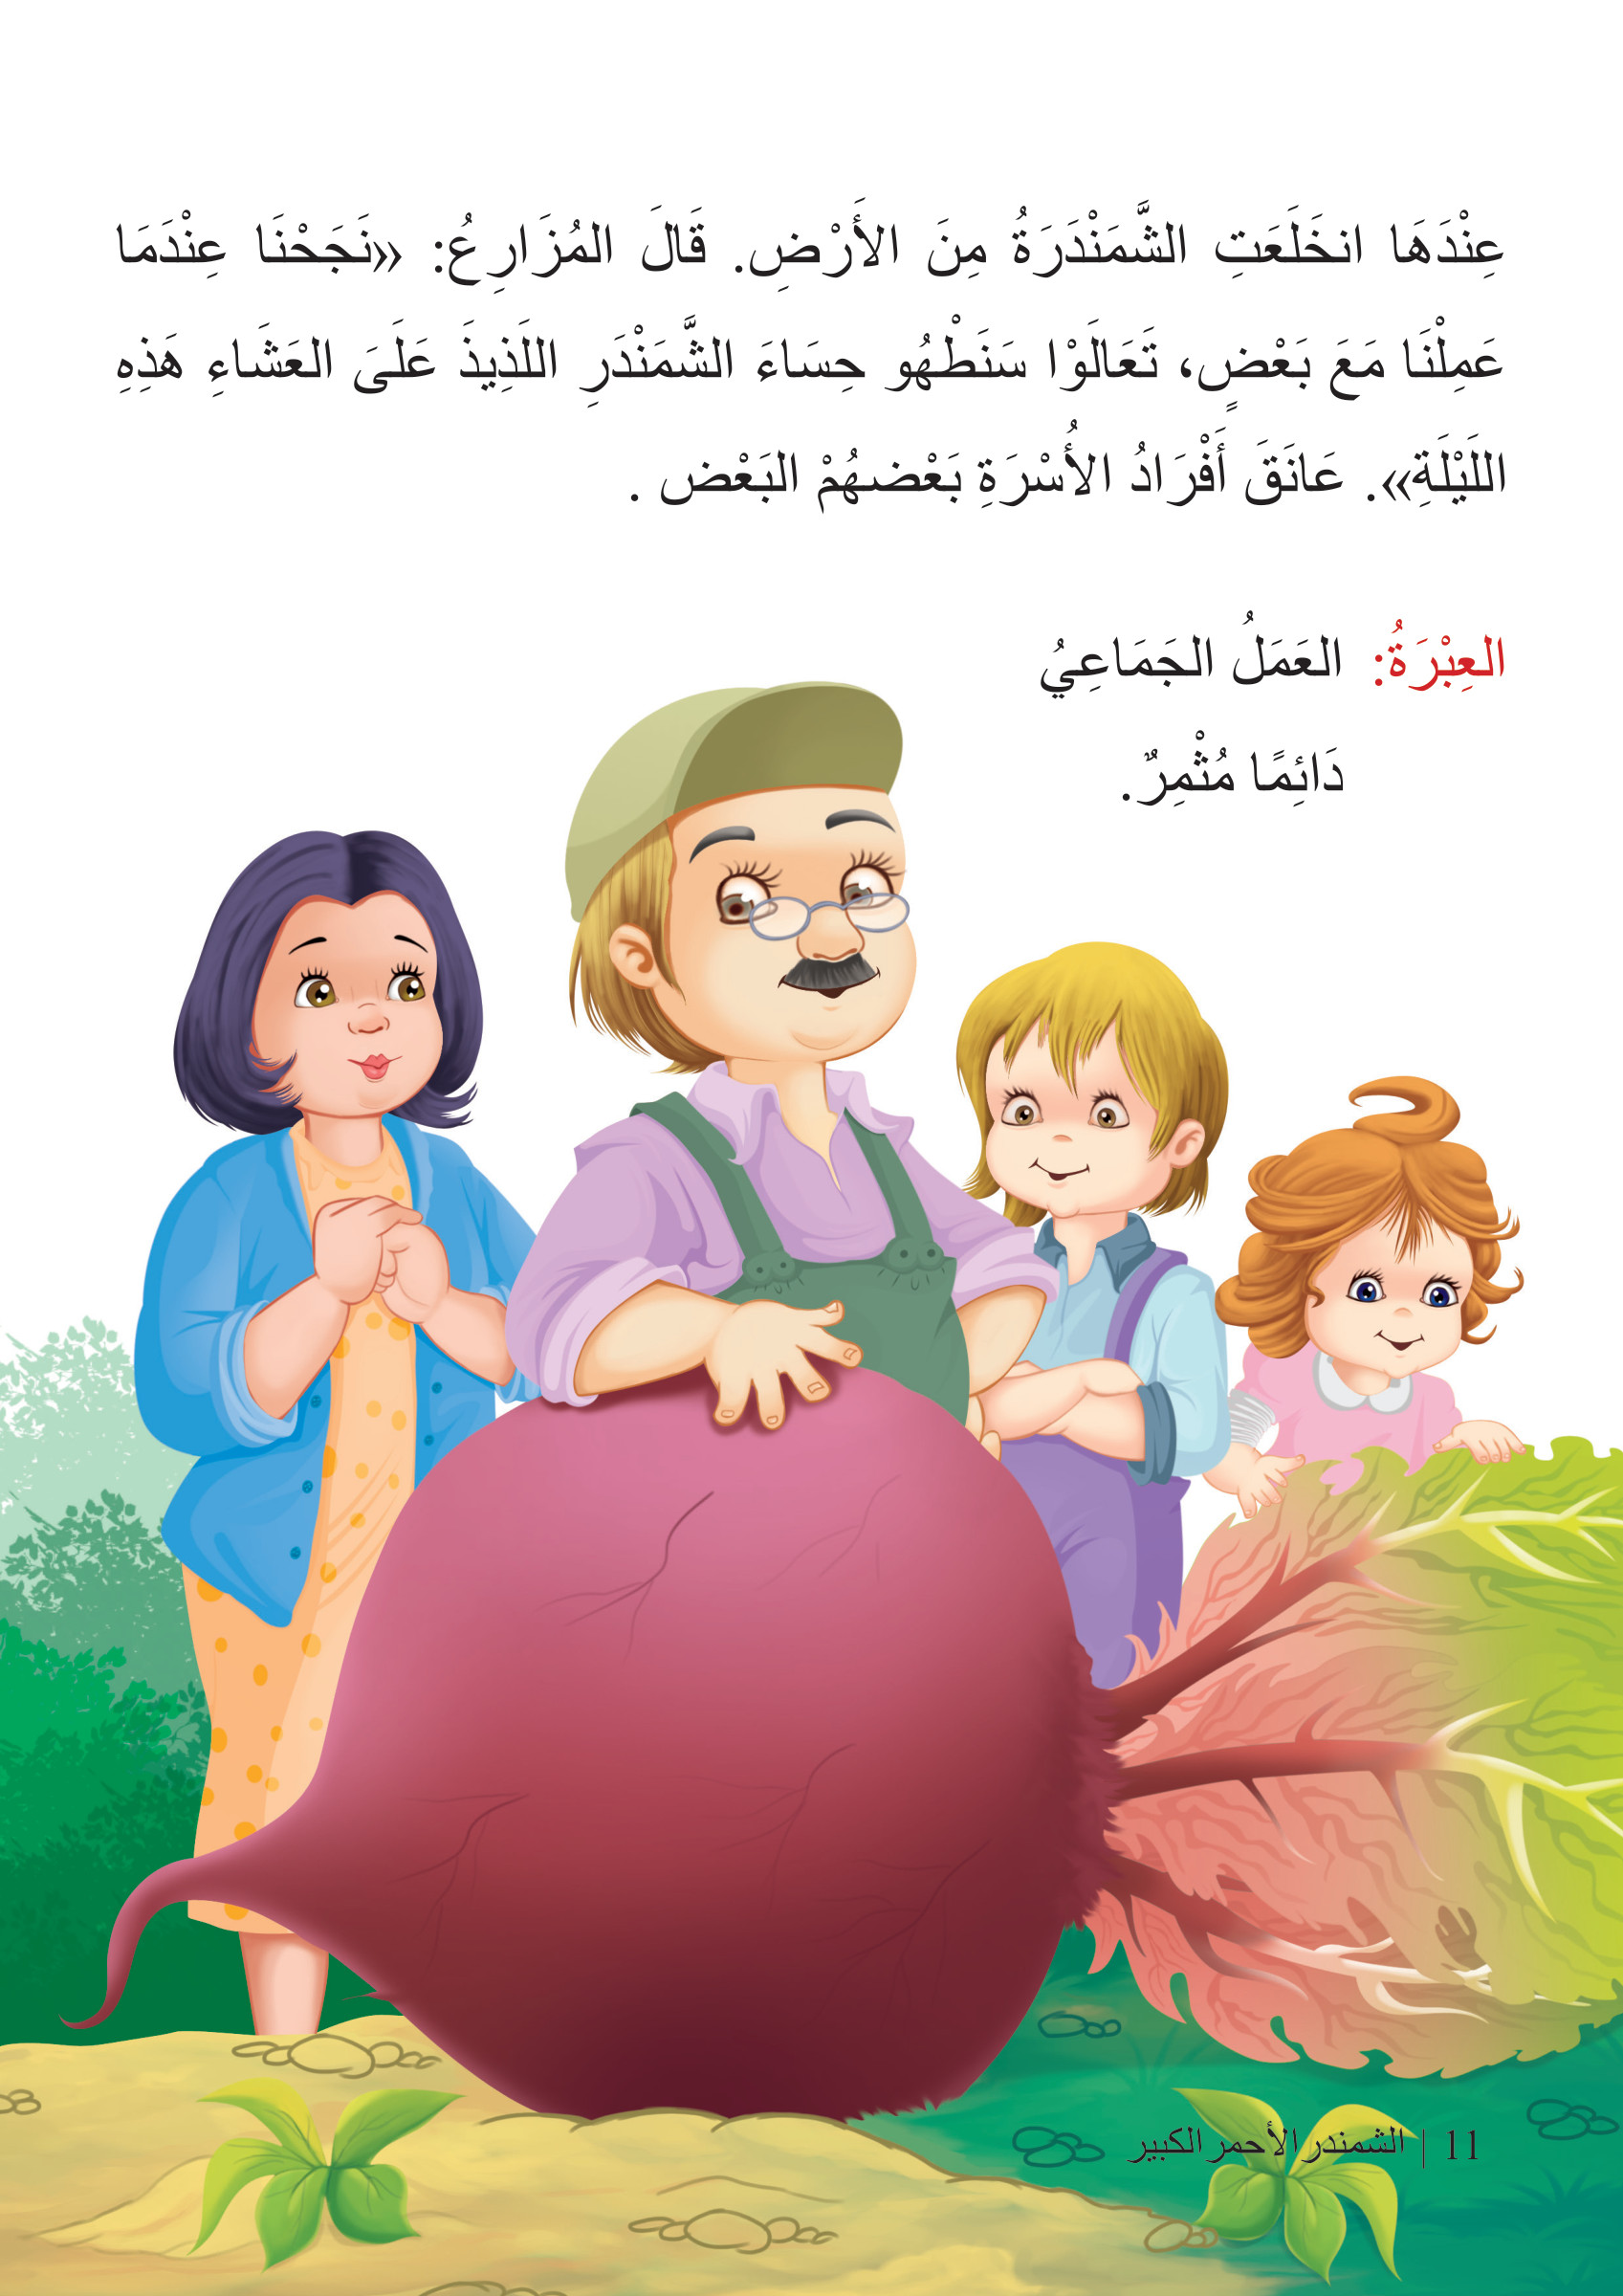 عِنْدَهَا انخَلَعَتِ الشَّمَنْدَرَةُ مِنَ الأَرْضِ. قَالَ المُزَارِعُ: «نَجَحْنَا عِنْدَمَا
عَمِلْنَا مَعَ بَعْضٍ، تَعَالَوْا سَنَطْهُو حِسَاءَ الشَّمَنْدَرِ اللَذِيذَ عَلَىَ العَشَاءِ هَذِهِ
اللَيْلَةِ». عَانَقَ أَفْرَادُ الأُسْرَةِ بَعْضهُمْ البَعْض .
العِبْرَةُ: العَمَلُ الجَمَاعِيُ
دَائِمًا مُثْمِرٌ.
11 | الشمندر الأحمر الكبير